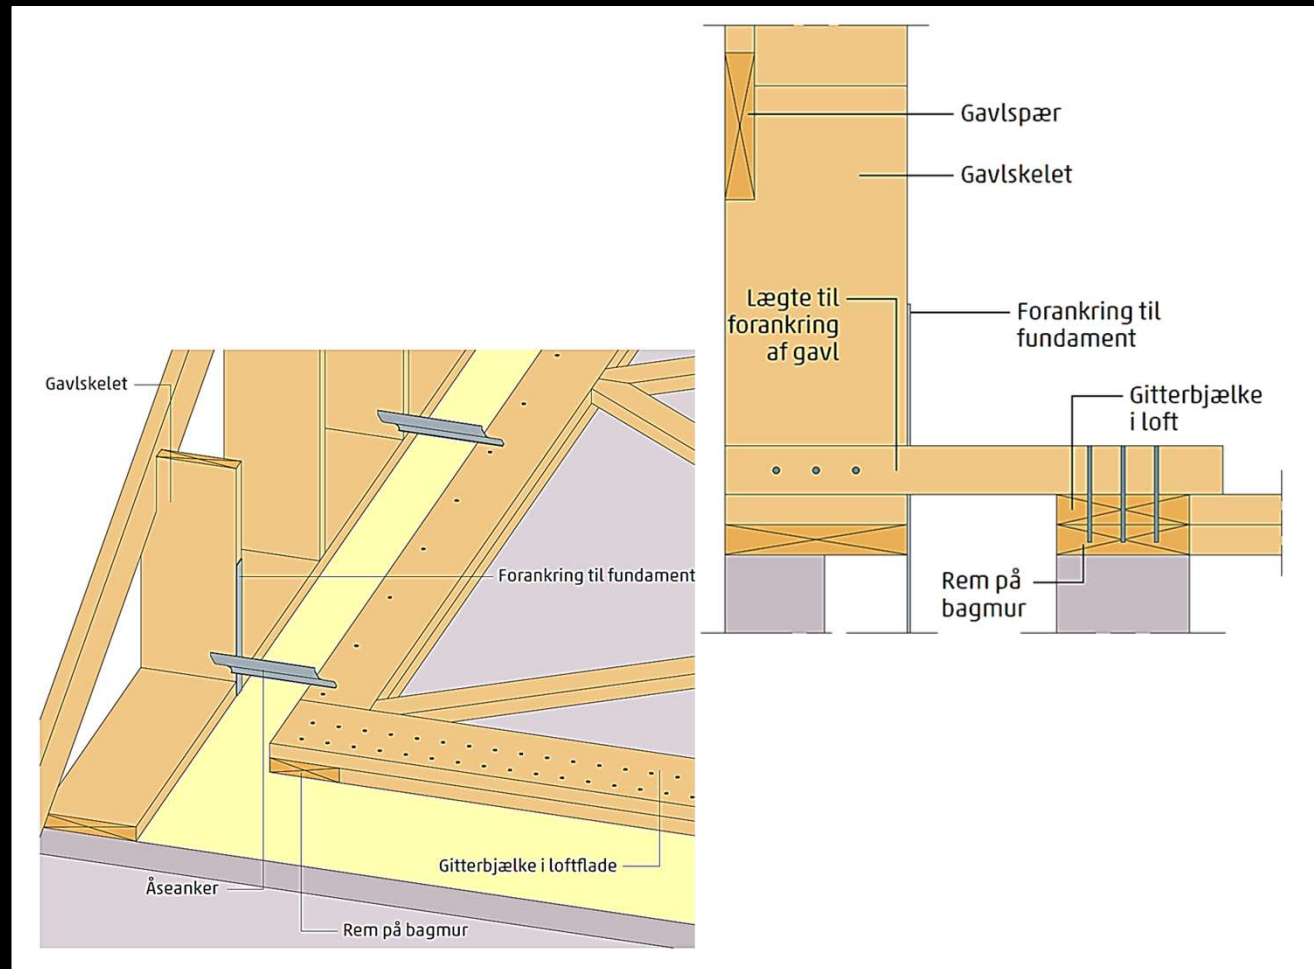 Gavlskelet
Forankring til fundament
Gitterbjælke i loftflade
Åseanker
Rem på bagmur
Gavlspær
Gavlskelet
Lægte til
forankring
af gavl
Forankring til
fundament
Gitterbjælke
i loft
Rem på
bagmur